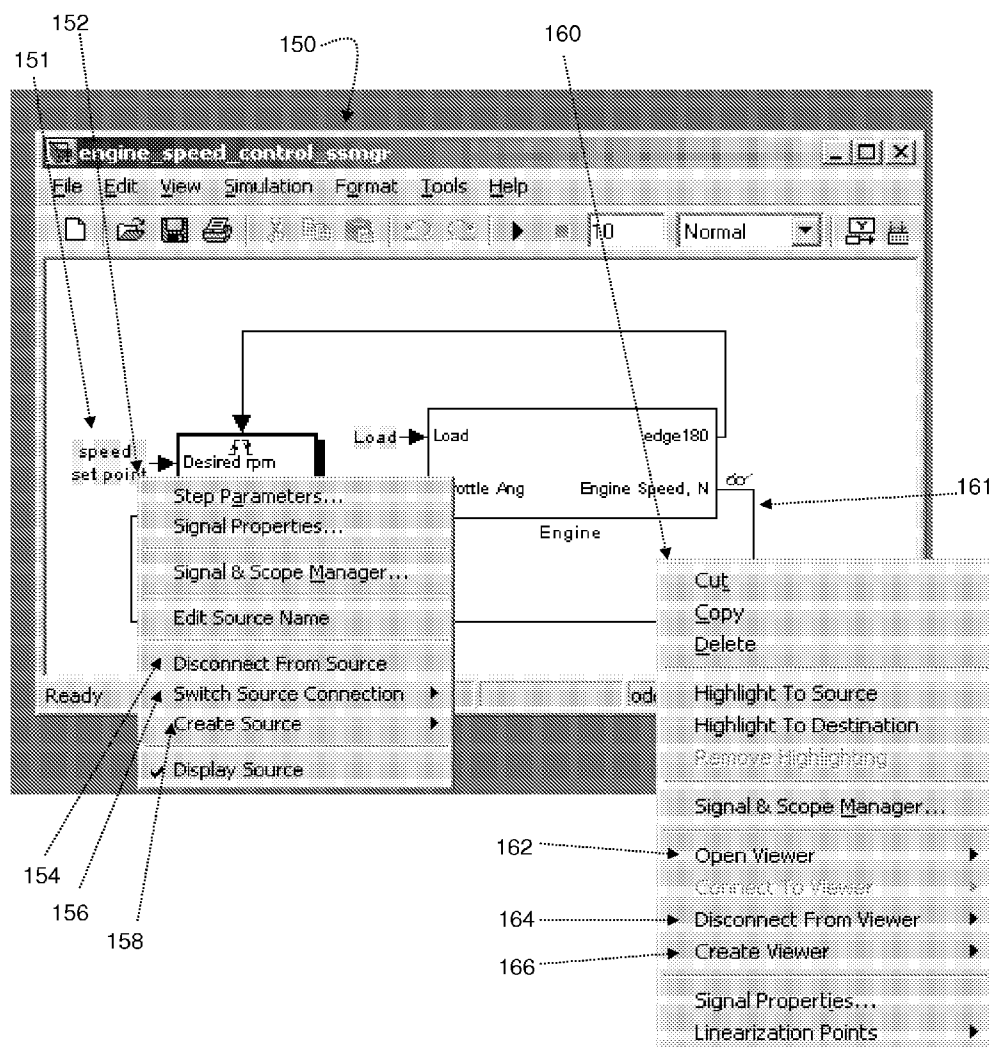 152
150
160
151
engine_speed_control_ssmgr
File Edit View Simulation Format Tools Help
10 Normal
Load
Load
edge180
speed
set point
Desired rpm
161
Engine Speed, N
Engine
Step Parameters...
Signal Properties...
Signal & Scope Manager...
Edit Source Name
Disconnect From Source
Switch Source Connection
Create Source
Display Source
Ready
Cut
Copy
Delete
Highlight To Source
Highlight To Destination
Remove Highlighting
Signal & Scope Manager...
162
Open Viewer
Connect To Viewer
154
156
158
164
Disconnect From Viewer
166
Create Viewer
Signal Properties...
Linearization Points